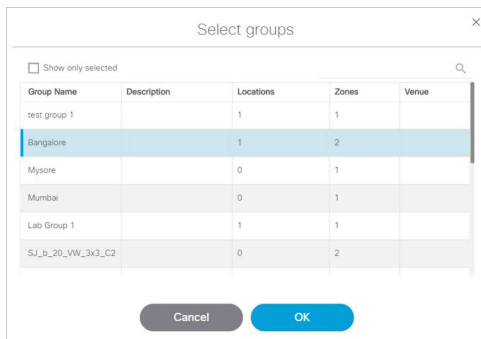 Select groups
Show only selected
Group Name Description Locations Zones Venue
test group 1 1 1
Bangalore 1 2
Mysore 0 1
Mumbai 0 1
Lab Group 1 1 1
SJ_b_20_VW_3x3_C2 0 2
Cancel OK